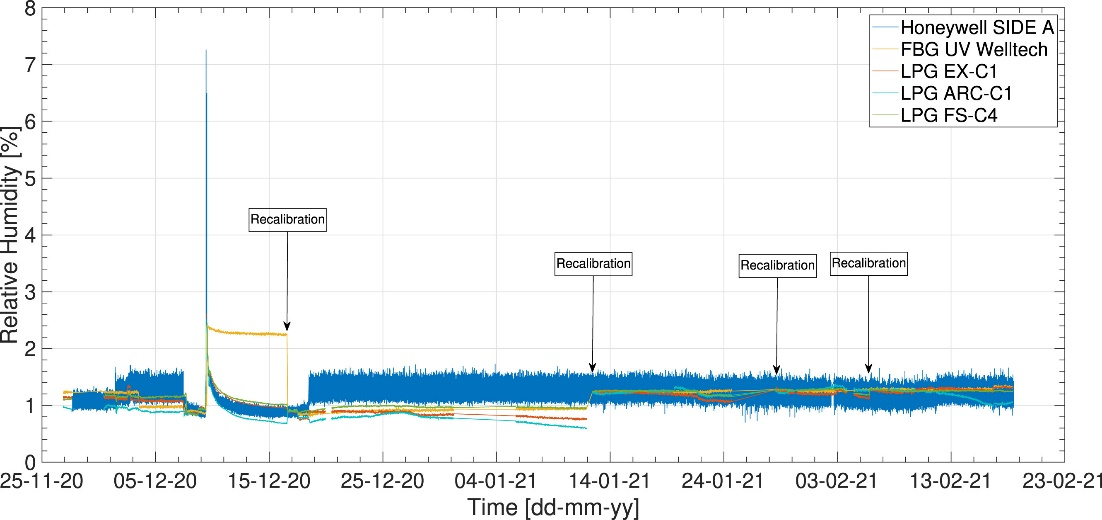 8
7
6
5
4
3
2
1
0
Relative Humidity [%]
Honeywell SIDE A
FBG UV Welltech
LPG EX-C1
LPG ARC-C1
LPG FS-C4
Recalibration
Recalibration
Recalibration
Recalibration
25-11-20 05-12-20 15-12-20 25-12-20 04-01-21 14-01-21 24-01-21 03-02-21 13-02-21 23-02-21
Time [dd-mm-yy]